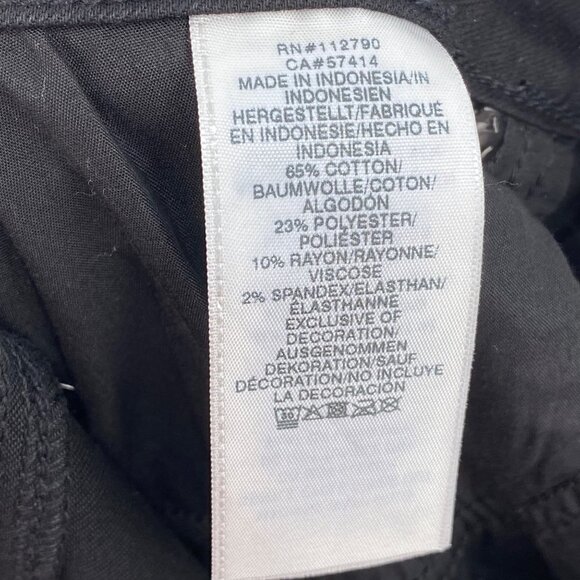 RN#112790
CA#57414
MADE IN INDONESIA/IN
INDONESIEN
HERGESTELLT/FABRIQUÉ
EN INDONESIE/HECHO EN
INDONESIA
65% COTTON/
BAUMWOLLE/COTON/
ALGODÓN
23% POLYESTER/
POLIÉSTER
10% RAYON/RAYONNE/
VISCOSE
2% SPANDEX/ELASTHAN/
ÉLASTHANNE
EXCLUSIVE OF
DECORATION/
AUSGENOMMEN
DEKORATION/SAUF
DÉCORATION/NO INCLUYE
LA DECORACIÓN